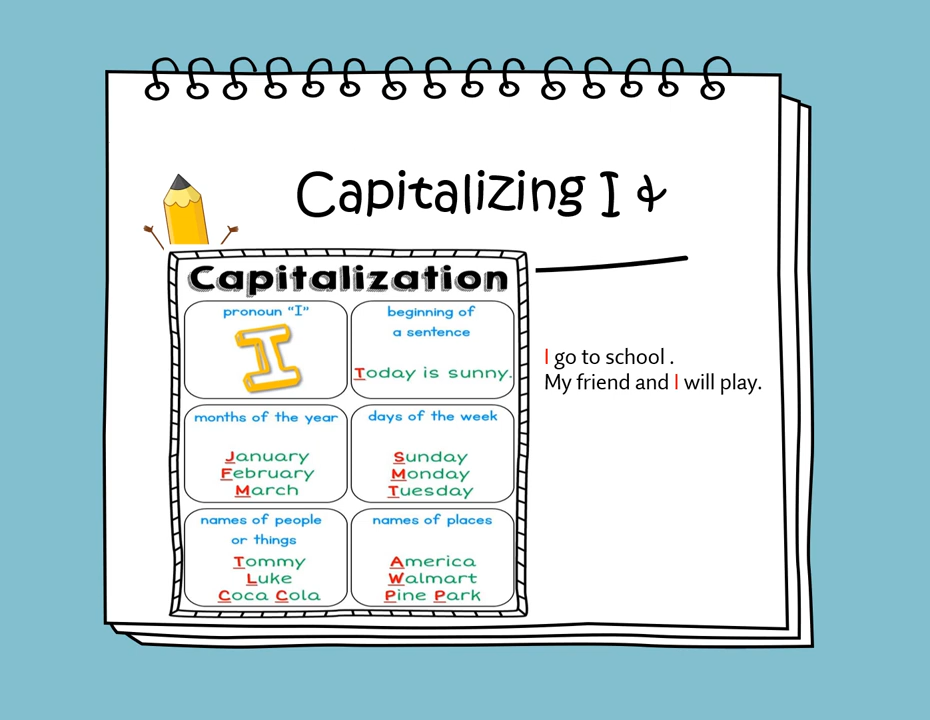 Capitalizing I &
Capitalization
pronoun “I”
I
beginning of
a sentence
Today is sunny.
months of the year
January
February
March
days of the week
Sunday
Monday
Tuesday
names of people
or things
Tommy
Luke
Coca Cola
names of places
America
Walmart
Pine Park
I go to school .
My friend and I will play.